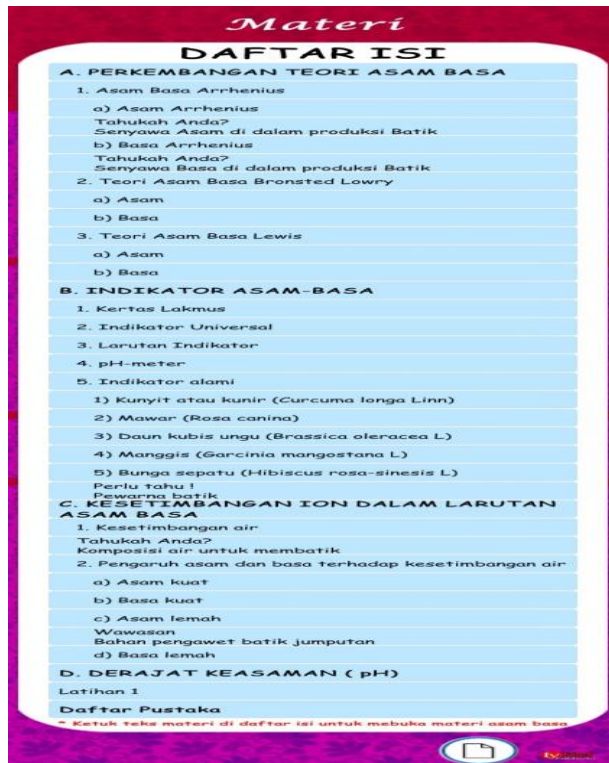 Materi
DAFTAR ISI
A. PERKEMBANGAN TEORI ASAM BASA
1. Asam Basa Arrhenius
a) Asam Arrhenius
Tahukah Anda?
Senyawa Asam di dalam produksi Batik
b) Basa Arrhenius
Tahukah Anda?
Senyawa Basa di dalam produksi Batik
2. Teori Asam Basa Bronsted Lowry
a) Asam
b) Basa
3. Teori Asam Basa Lewis
a) Asam
b) Basa
B. INDIKATOR ASAM-BASA
1. Kertas Lakmus
2. Indikator Universal
3. Larutan Indikator
4. pH-meter
5. Indikator alami
1) Kunyit atau kunir (Curcuma longa Linn)
2) Mawar (Rosa canina)
3) Daun kubis ungu (Brassica oleracea L)
4) Manggis (Garcinia mangostana L)
5) Bunga sepatu (Hibiscus rosa-sinesis L)
Perlu tahu !
Pewarna batik
C. KESETIMBANGAN ION DALAM LARUTAN
ASAM BASA
1. Kesetimbangan air
Tahukah Anda?
Komposisi air untuk membatik
2. Pengaruh asam dan basa terhadap kesetimbangan air
a) Asam kuat
b) Basa kuat
c) Asam lemah
Wawasan
Bahan pengawet batik jumputan
d) Basa lemah
D. DERAJAT KEASAMAN ( pH)
Latihan 1
Daftar Pustaka
* Ketuk teks materi di daftar isi untuk mebuka materi asam basa